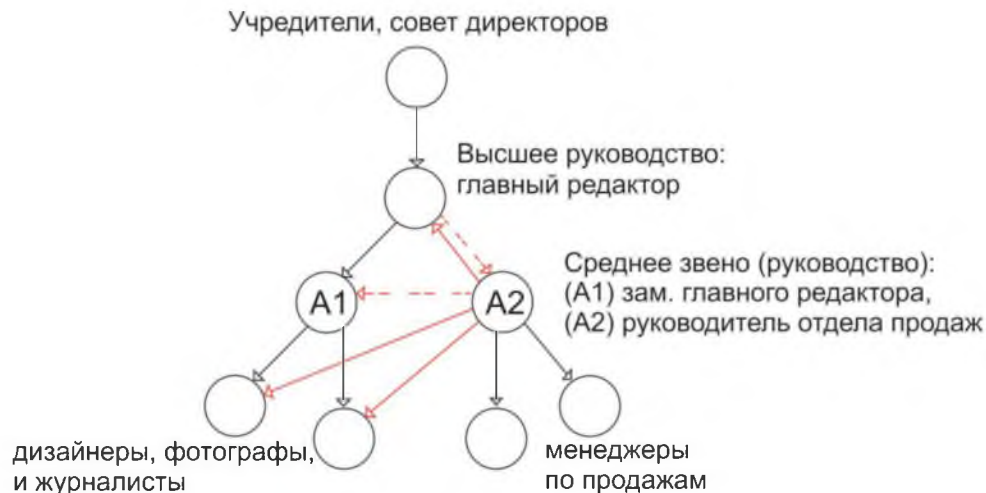 Учредители, совет директоров
Высшее руководство:
главный редактор
Среднее звено (руководство):
(А1) зам. главного редактора,
(А2) руководитель отдела продаж
А1
А2
дизайнеры, фотографы,
и журналисты
менеджеры
по продажам